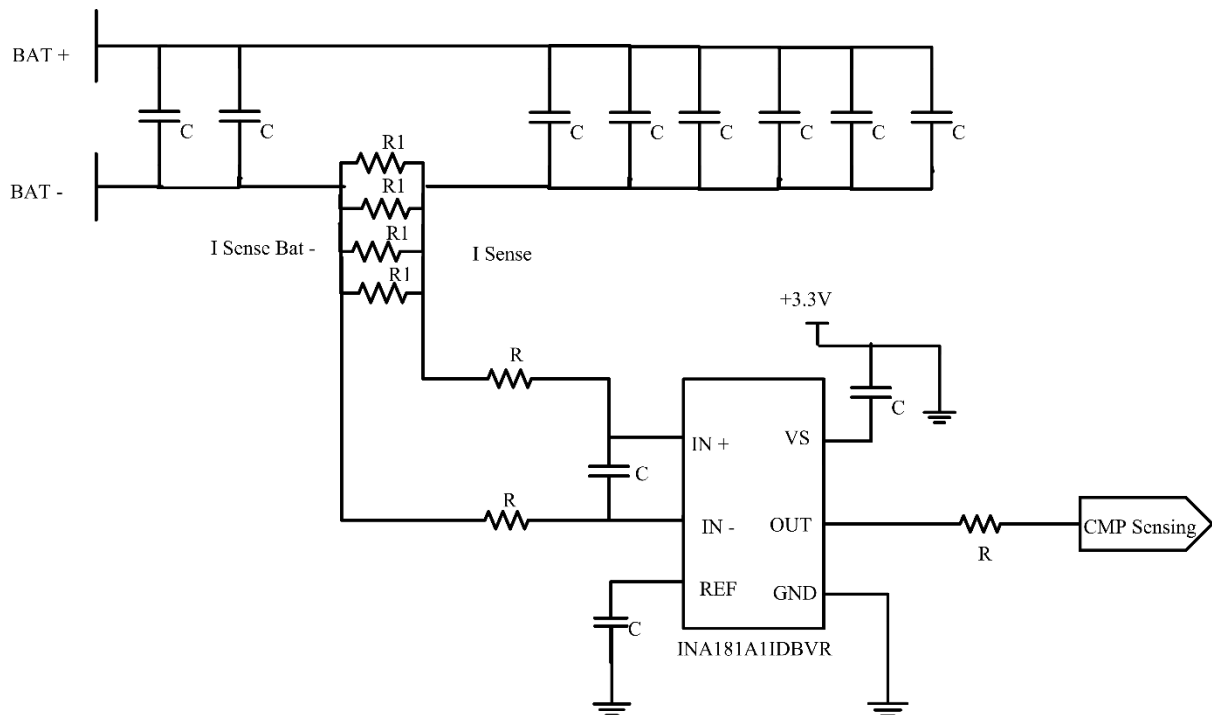 BAT +
C
C
C
C
C
C
C
C
R1
BAT -
R1
I Sense Bat -
R1
I Sense
R1
+3.3V
R
C
IN +
VS
C
R
IN -
OUT
CMP Sensing
R
REF
GND
C
INA181A1IDBVR